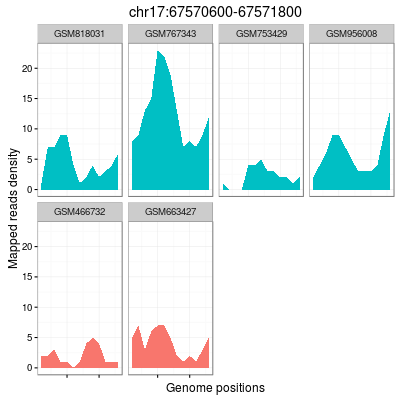 chr17:67570600-67571800
GSM818031 GSM767343 GSM753429 GSM956008
20
15
10
5
0
Mapped reads density
GSM466732 GSM663427
20
15
10
5
0
Genome positions